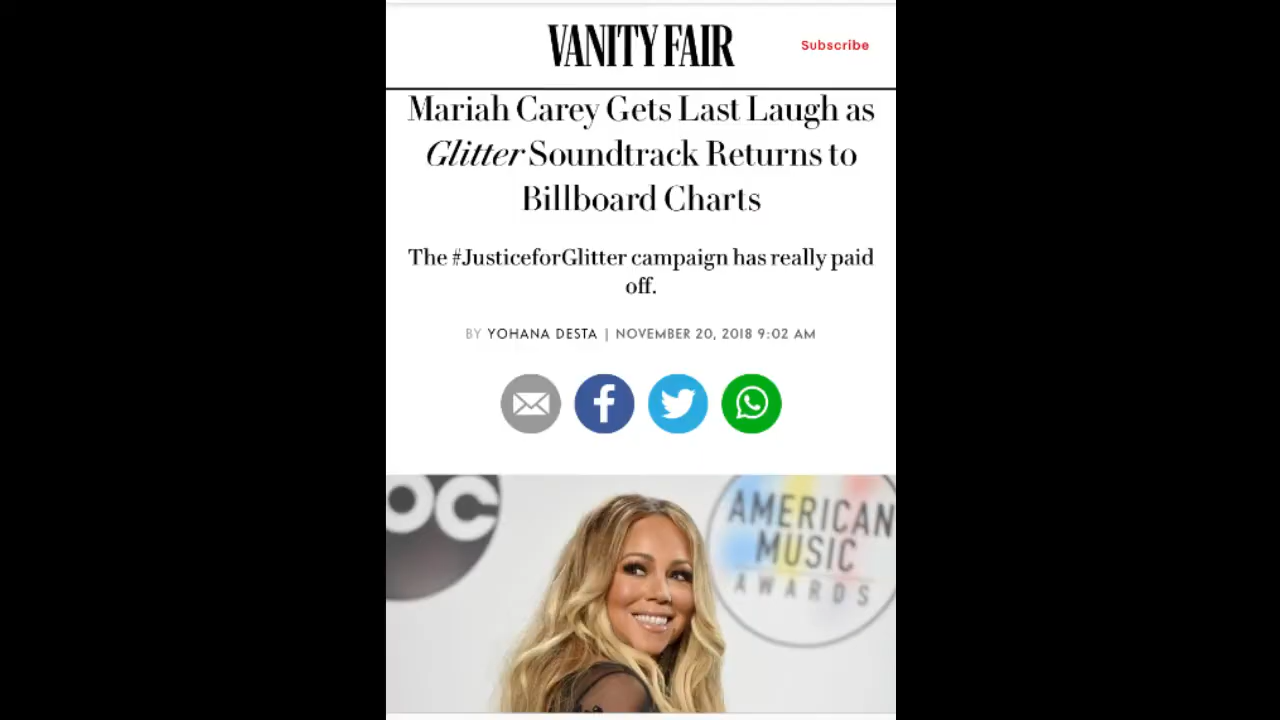 VANITY FAIR
Subscribe
Mariah Carey Gets Last Laugh as
Glitter Soundtrack Returns to
Billboard Charts
The #JusticeforGlitter campaign has really paid
off.
BY YOHANA DESTA | NOVEMBER 20, 2018 9:02 AM
OC
AMERICAN
MUSIC
AWARDS